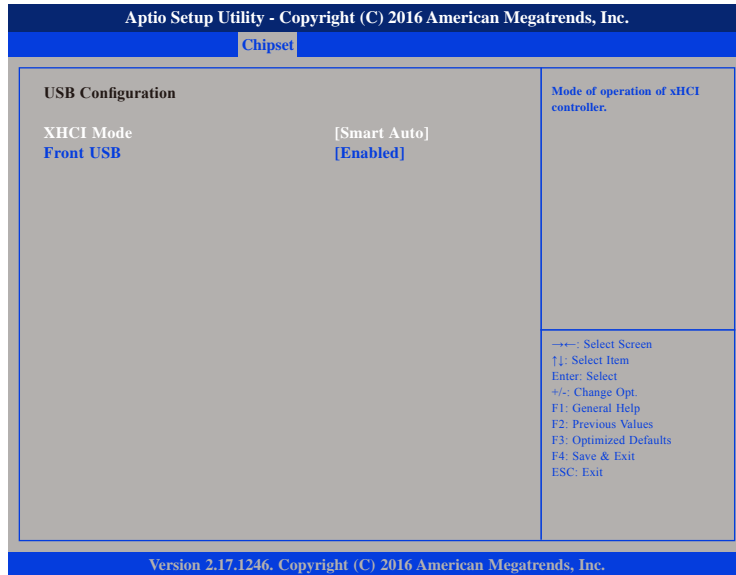 Aptio Setup Utility - Copyright (C) 2016 American Megatrends, Inc.
Chipset
USB Configuration
XHCI Mode [Smart Auto]
Front USB [Enabled]
Mode of operation of xHCI
controller.
→←: Select Screen
↑↓: Select Item
Enter: Select
+/-: Change Opt.
F1: General Help
F2: Previous Values
F3: Optimized Defaults
F4: Save & Exit
ESC: Exit
Version 2.17.1246. Copyright (C) 2016 American Megatrends, Inc.